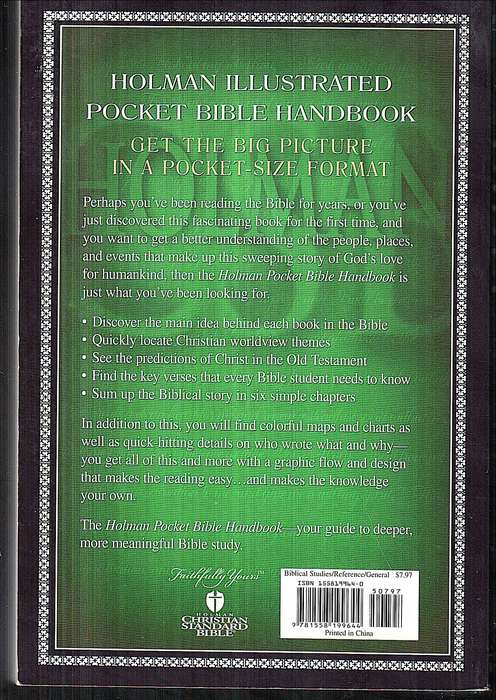 HOLMAN ILLUSTRATED
POCKET BIBLE HANDBOOK
GET THE BIG PICTURE
IN A POCKET-SIZE FORMAT
Perhaps you've been reading the Bible for years, or you've
just discovered this fascinating book for the first time, and
you want to get a better understanding of the people, places,
and events that make up this sweeping story of God's love
for humankind, then the Holman Pocket Bible Handbook is
just what you've been looking for.
• Discover the main idea behind each book in the Bible
• Quickly locate Christian worldview themes
• See the predictions of Christ in the Old Testament
• Find the key verses that every Bible student needs to know
• Sum up the Biblical story in six simple chapters
In addition to this, you will find colorful maps and charts as
well as quick-hitting details on who wrote what and why—
you get all of this and more with a graphic flow and design
that makes the reading easy…and makes the knowledge
your own.
The Holman Pocket Bible Handbook—your guide to deeper,
more meaningful Bible study.
Faithfully Yours™
HOLMAN
CHRISTIAN
STANDARD
BIBLE®
Biblical Studies/Reference/General $7.97
ISBN 155819964-0
50797
9 781558 199644
Printed in China